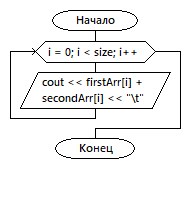 Начало
i = 0; i < size; i++
cout << firstArr[i] +
secondArr[i] << "\t"
Конец